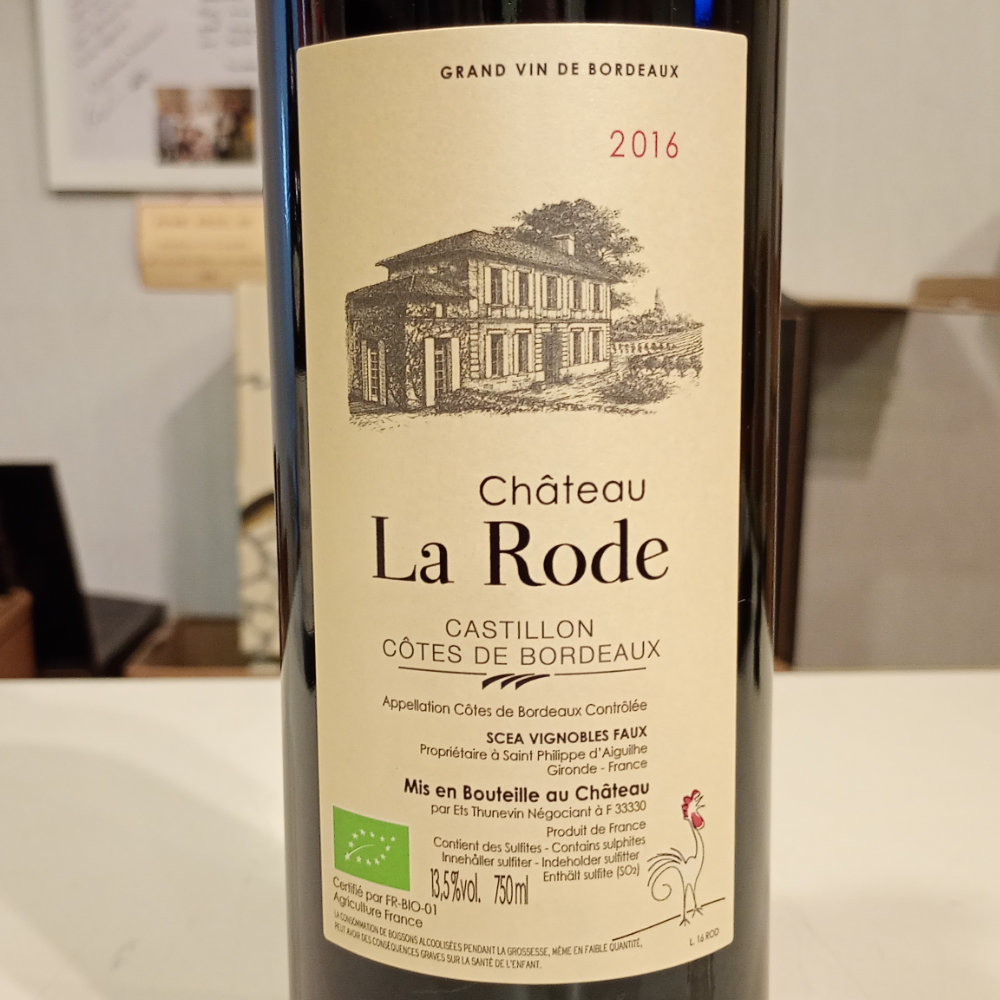 GRAND VIN DE BORDEAUX
2016
Château
La Rode
CASTILLON
CÔTES DE BORDEAUX
Appellation Côtes de Bordeaux Contrôlée
SCEA VIGNOBLES FAUX
Propriétaire à Saint Philippe d'Aiguilhe
Gironde - France
Mis en Bouteille au Château
par Ets Thunevin Négociant à F 33330
Produit de France
Contient des Sulfites - Contains sulphites
Innehåller sulfiter - Indeholder sulfitter
Enthält sulfite (SO2)
13,5%vol. 750ml
Certifié par FR-BIO-01
Agriculture France
LA CONSOMMATION DE BOISSONS ALCOOLISÉES PENDANT LA GROSSESSE, MÊME EN FAIBLE QUANTITÉ,
PEUT AVOIR DES CONSÉQUENCES GRAVES SUR LA SANTÉ DE L'ENFANT.
L. 16 ROD